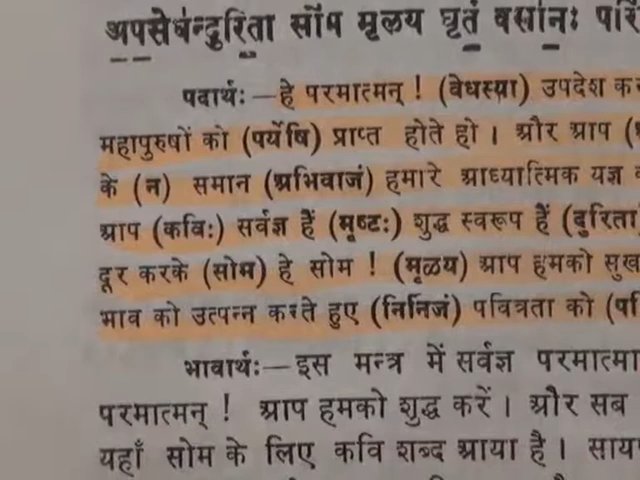 अपसेधन्दुरिता सोम मृळय घृतं वसानः परि
पदार्थः—हे परमात्मन् ! (वेधस्या) उपदेश कर
महापुरुषों को (पर्येषि) प्राप्त होते हो । और आप
के (न) समान (अभिवाजं) हमारे आध्यात्मिक यज्ञ
आप (कविः) सर्वज्ञ हैं (मृष्टः) शुद्ध स्वरूप हैं (दुरिता
दूर करके (सोम) हे सोम ! (मृळय) आप हमको सुख
भाव को उत्पन्न करते हुए (निनिजं) पवित्रता को (परि
भावार्थः—इस मन्त्र में सर्वज्ञ परमात्मा
परमात्मन् ! आप हमको शुद्ध करें । और सब
यहाँ सोम के लिए कवि शब्द आया है । साय